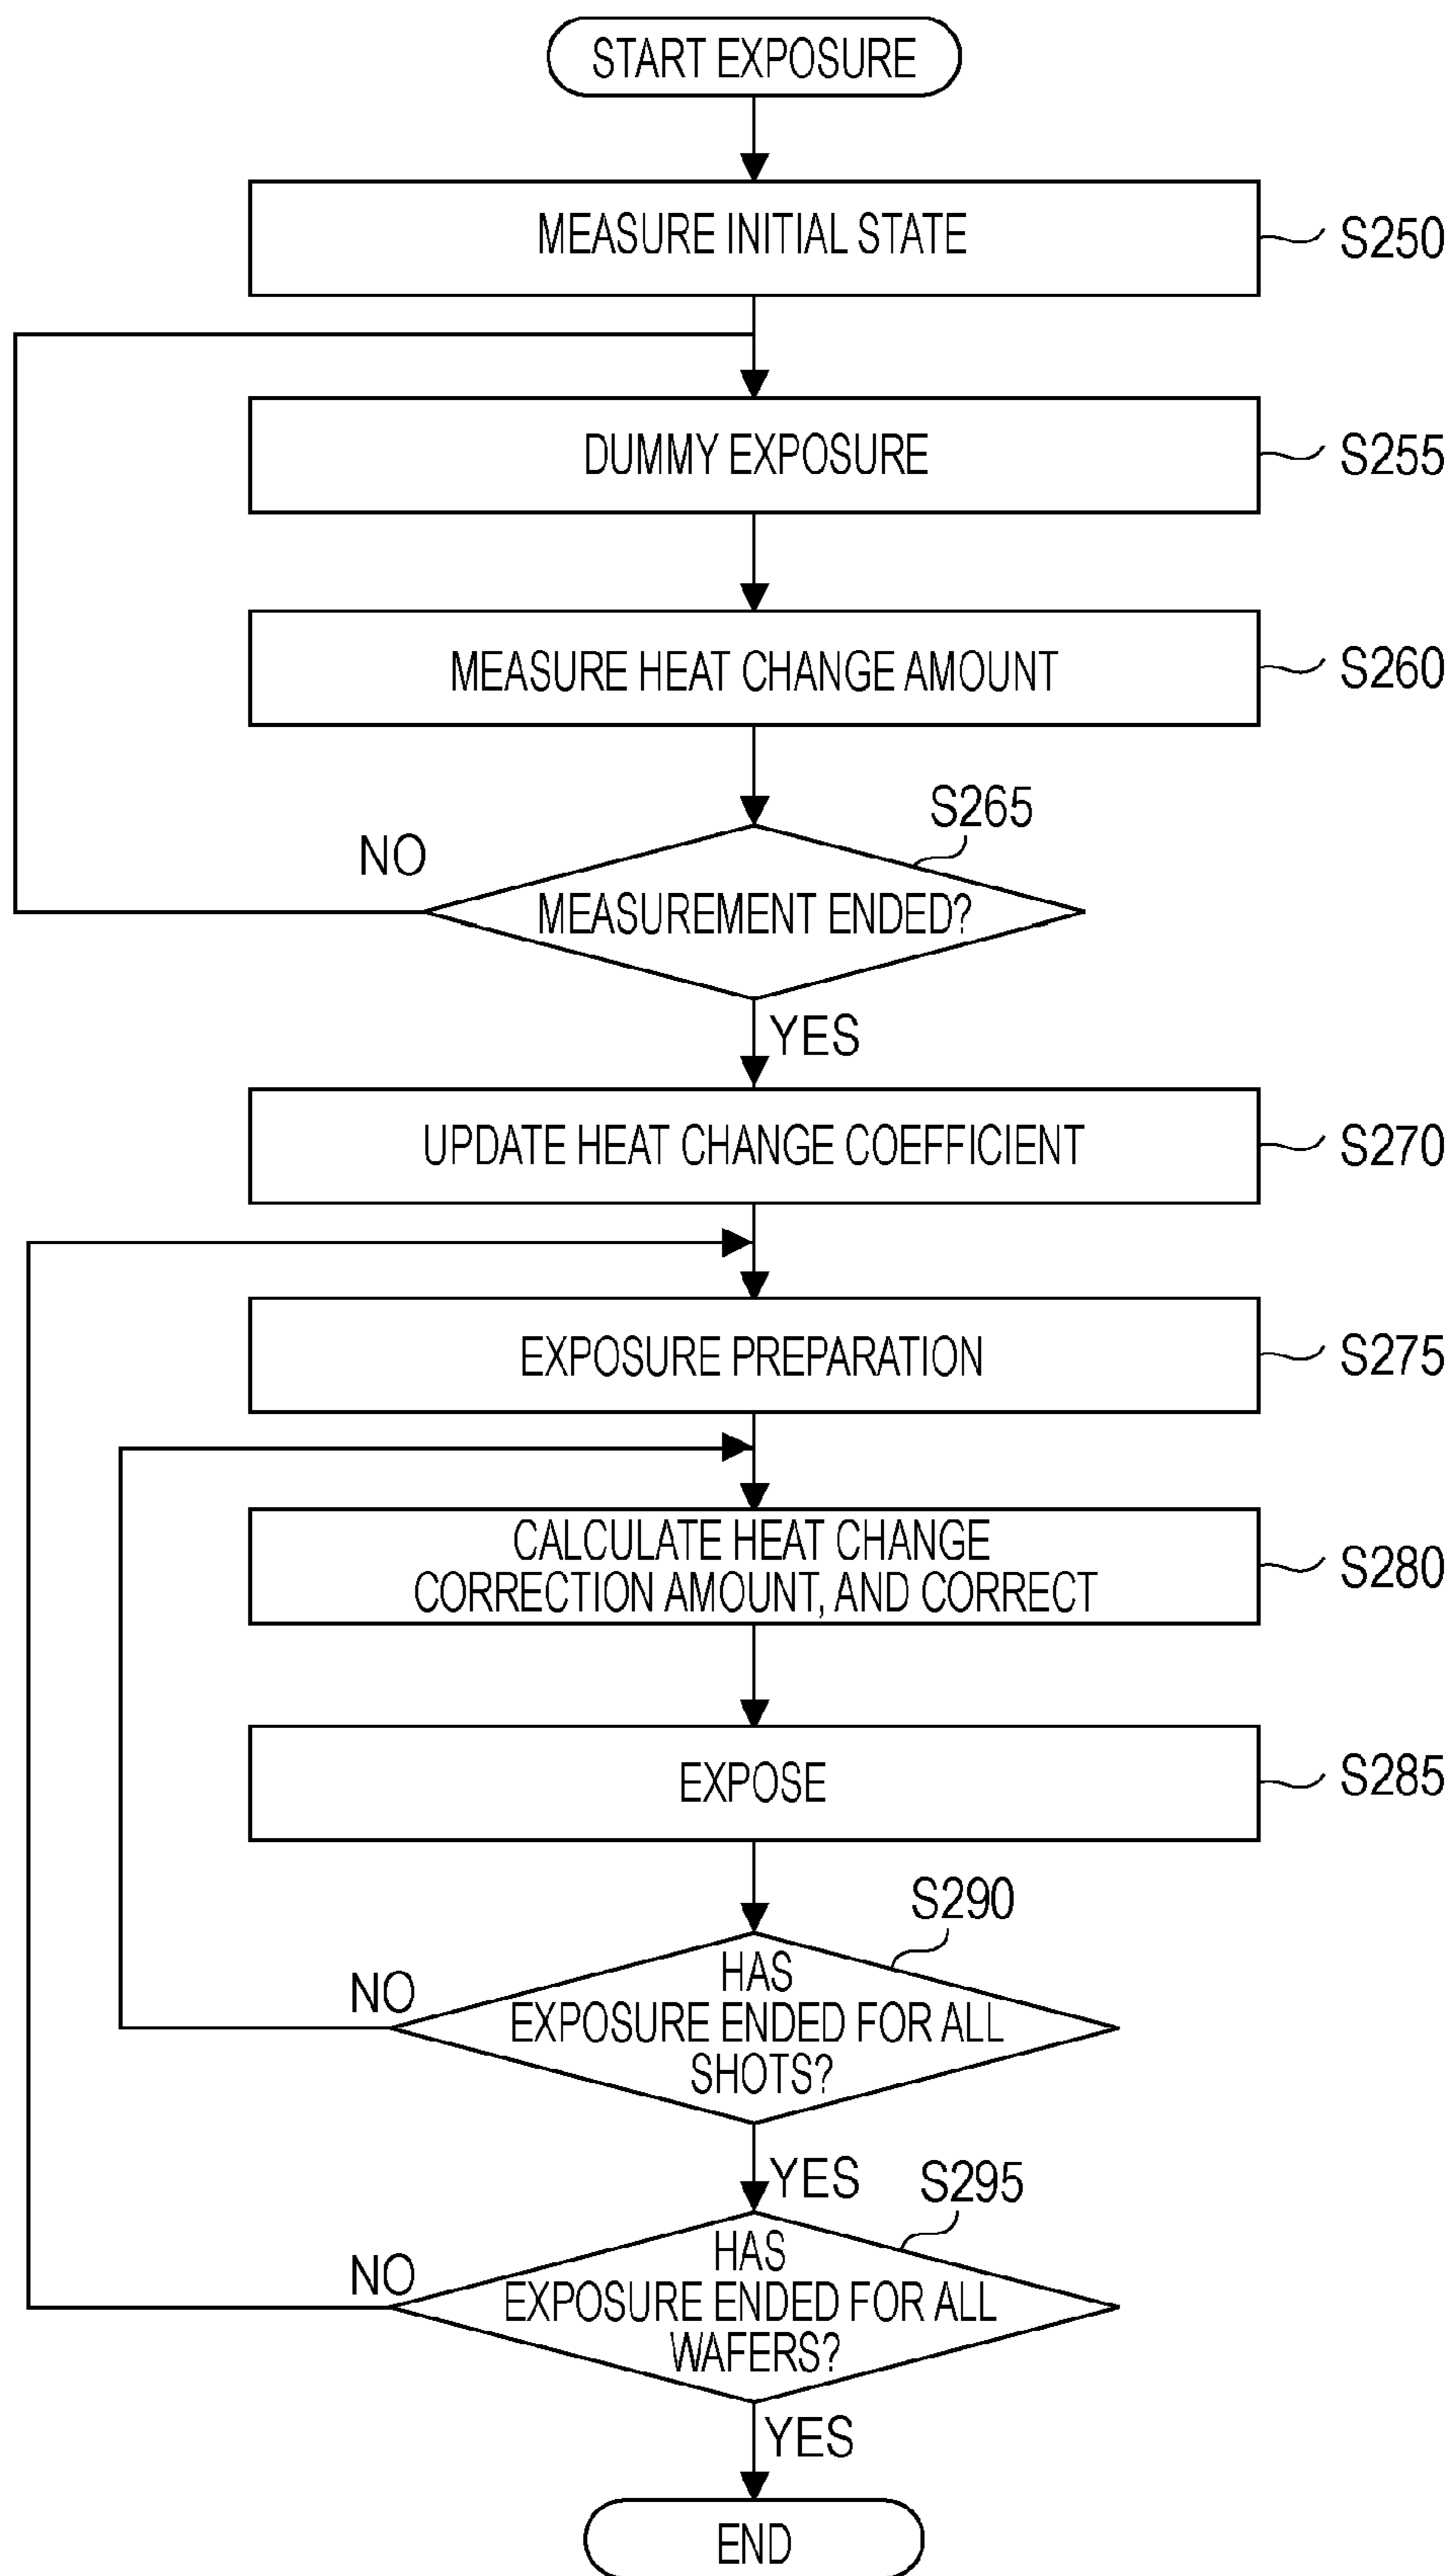 START EXPOSURE
MEASURE INITIAL STATE
S250
DUMMY EXPOSURE
S255
MEASURE HEAT CHANGE AMOUNT
S260
S265
NO
MEASUREMENT ENDED?
YES
UPDATE HEAT CHANGE COEFFICIENT
S270
EXPOSURE PREPARATION
S275
CALCULATE HEAT CHANGE
CORRECTION AMOUNT, AND CORRECT
S280
EXPOSE
S285
S290
NO
HAS
EXPOSURE ENDED FOR ALL
SHOTS?
YES
S295
NO
HAS
EXPOSURE ENDED FOR ALL
WAFERS?
YES
END